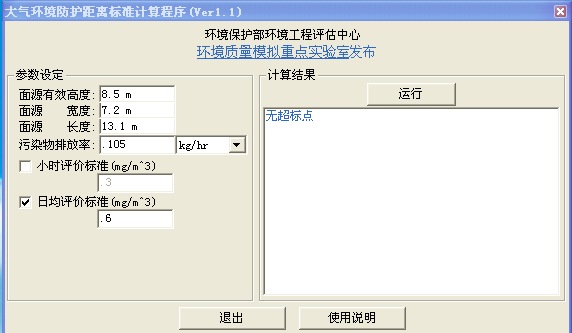 大气环境防护距离标准计算程序(Ver1.1)
环境保护部环境工程评估中心
环境质量模拟重点实验室发布
参数设定
面源有效高度: 8.5 m
面源 宽度: 7.2 m
面源 长度: 13.1 m
污染物排放率: .105 kg/hr
小时评价标准(mg/m^3)
.3
日均评价标准(mg/m^3)
.6
计算结果
运行
无超标点
退出 使用说明